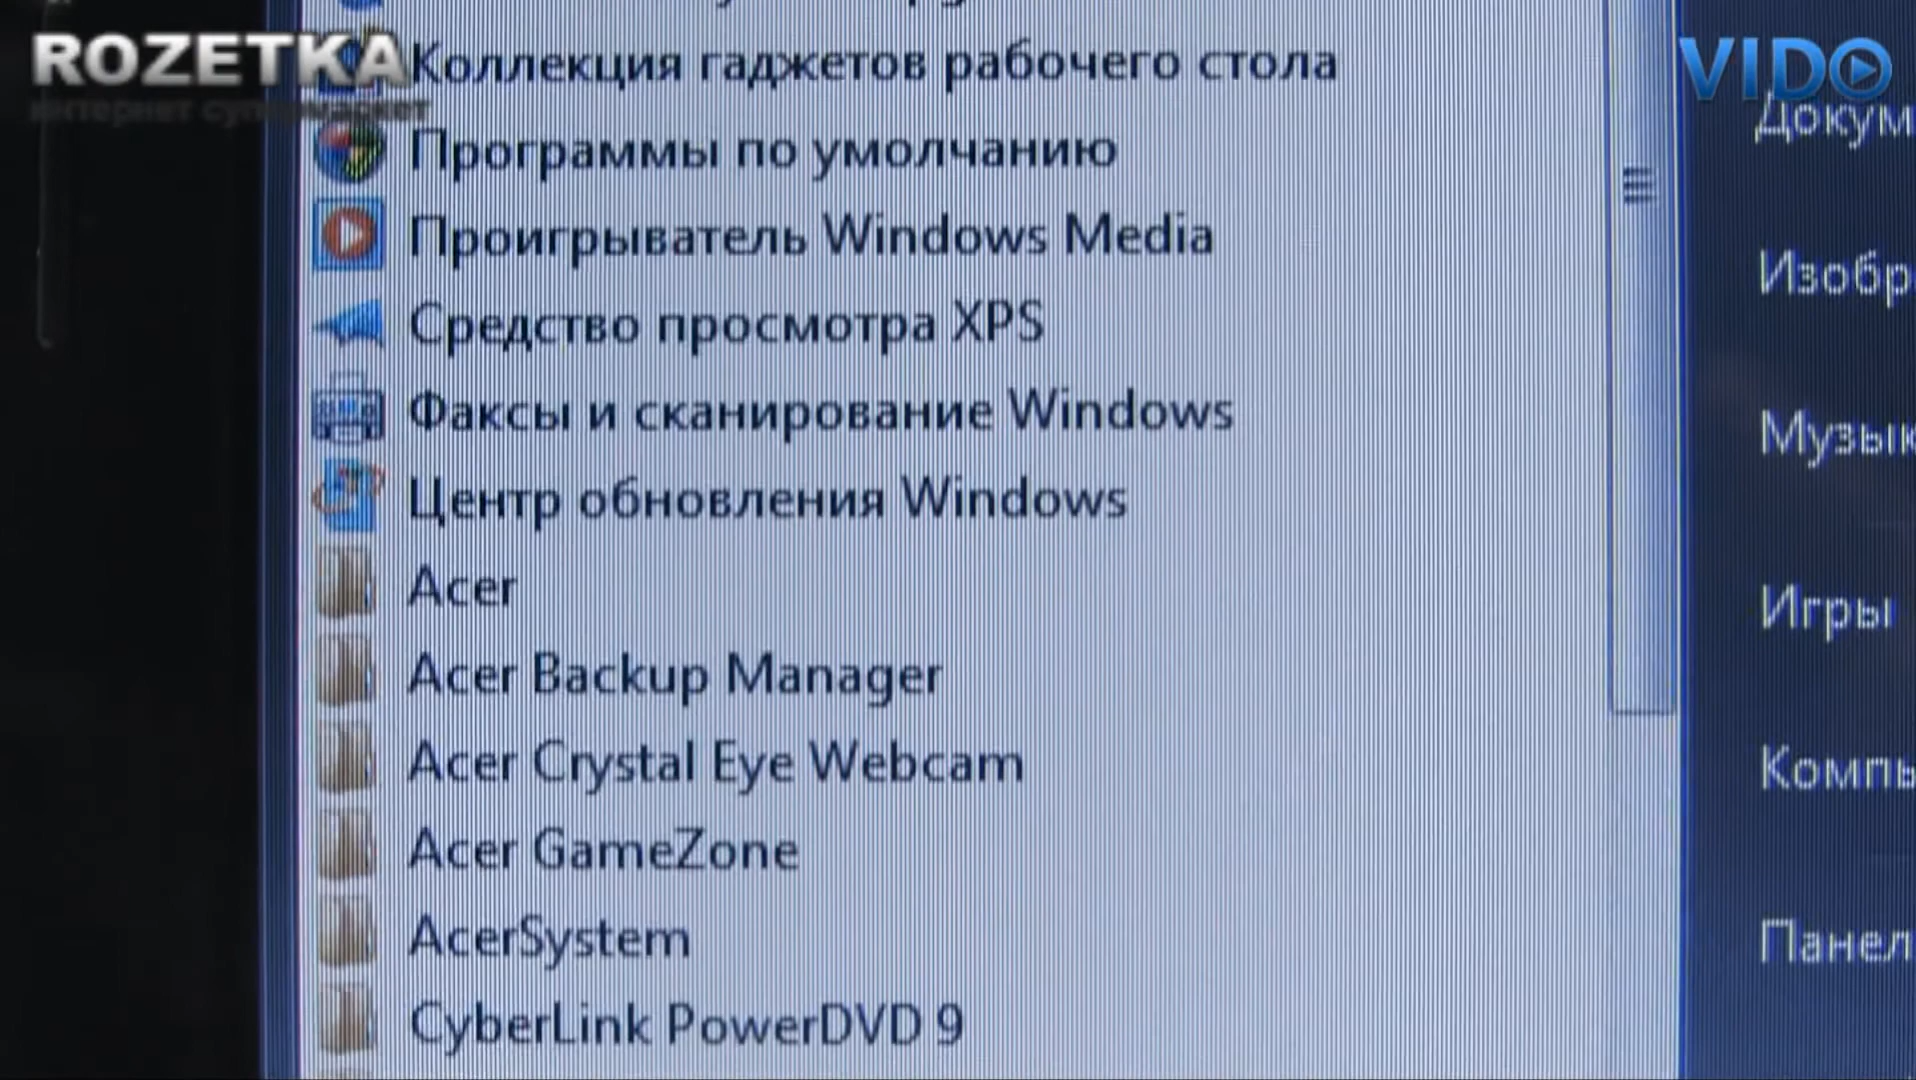 ROZETKA
интернет супермаркет
VIDO
Коллекция гаджетов рабочего стола
Программы по умолчанию
Проигрыватель Windows Media
Средство просмотра XPS
Факсы и сканирование Windows
Центр обновления Windows
Acer
Acer Backup Manager
Acer Crystal Eye Webcam
Acer GameZone
AcerSystem
CyberLink PowerDVD 9
Докум
Изобр
Музык
Игры
Компь
Панел